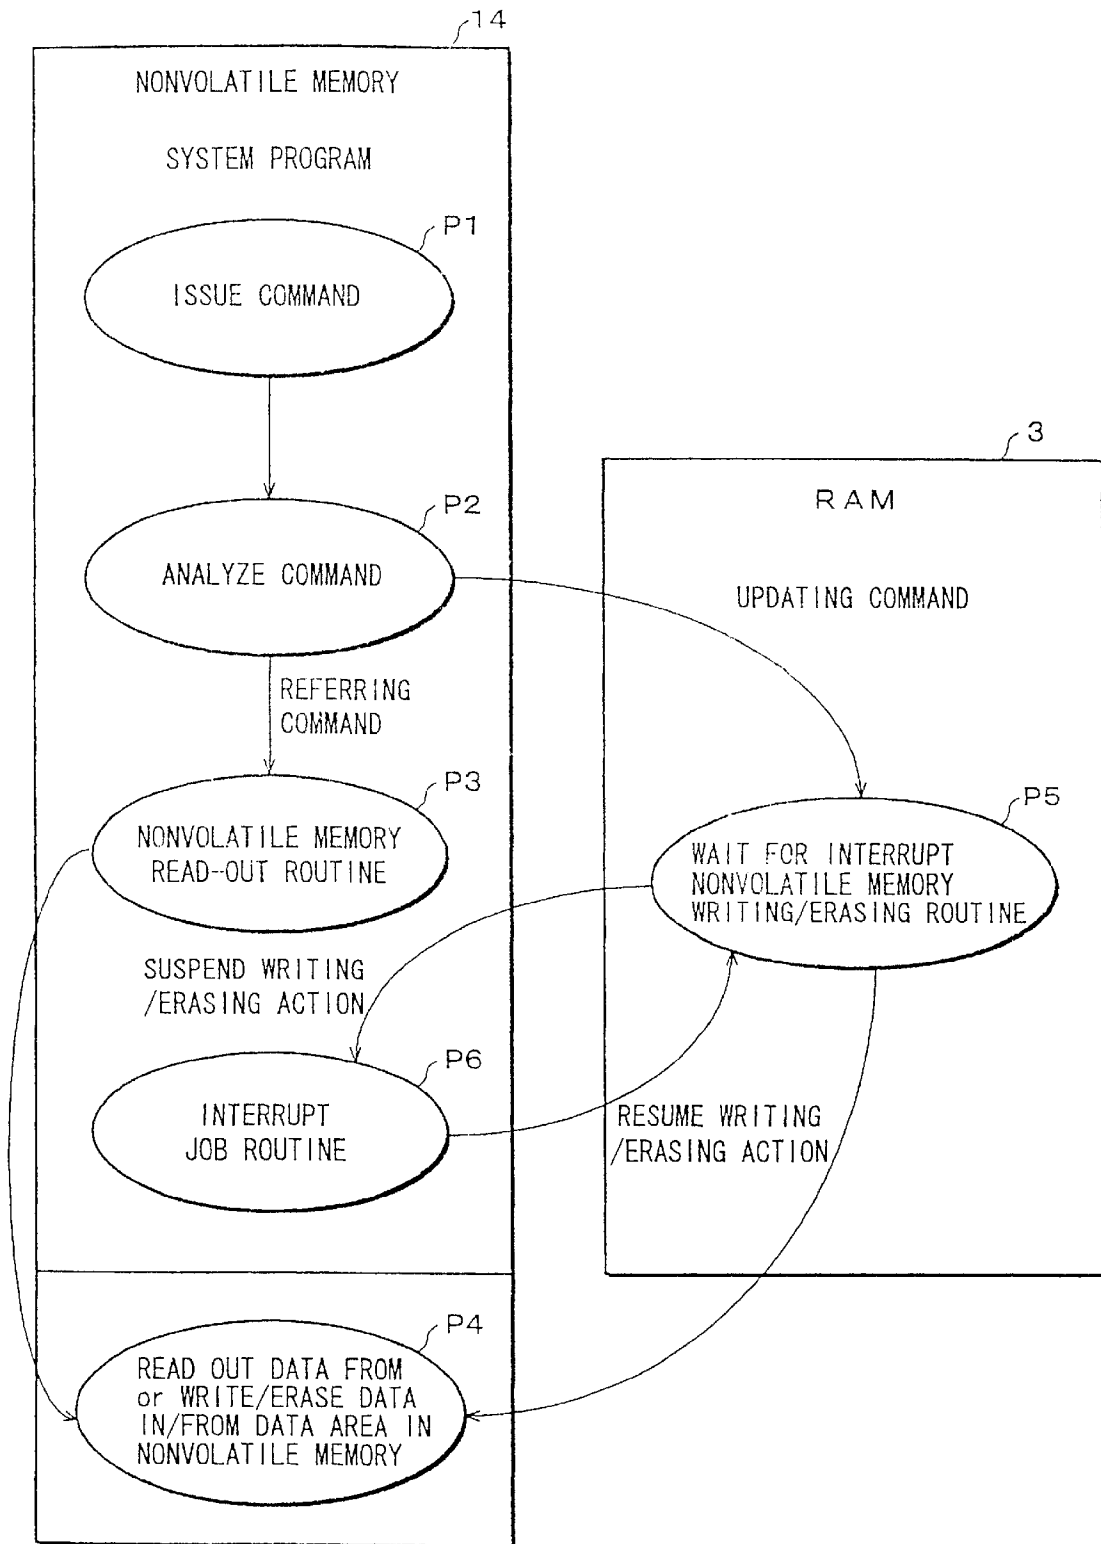 14
NONVOLATILE MEMORY
SYSTEM PROGRAM
P1
ISSUE COMMAND
P2
ANALYZE COMMAND
REFERRING
COMMAND
P3
NONVOLATILE MEMORY
READ-OUT ROUTINE
SUSPEND WRITING
/ERASING ACTION
P6
INTERRUPT
JOB ROUTINE
P4
READ OUT DATA FROM
or WRITE/ERASE DATA
IN/FROM DATA AREA IN
NONVOLATILE MEMORY
3
RAM
UPDATING COMMAND
P5
WAIT FOR INTERRUPT
NONVOLATILE MEMORY
WRITING/ERASING ROUTINE
RESUME WRITING
/ERASING ACTION